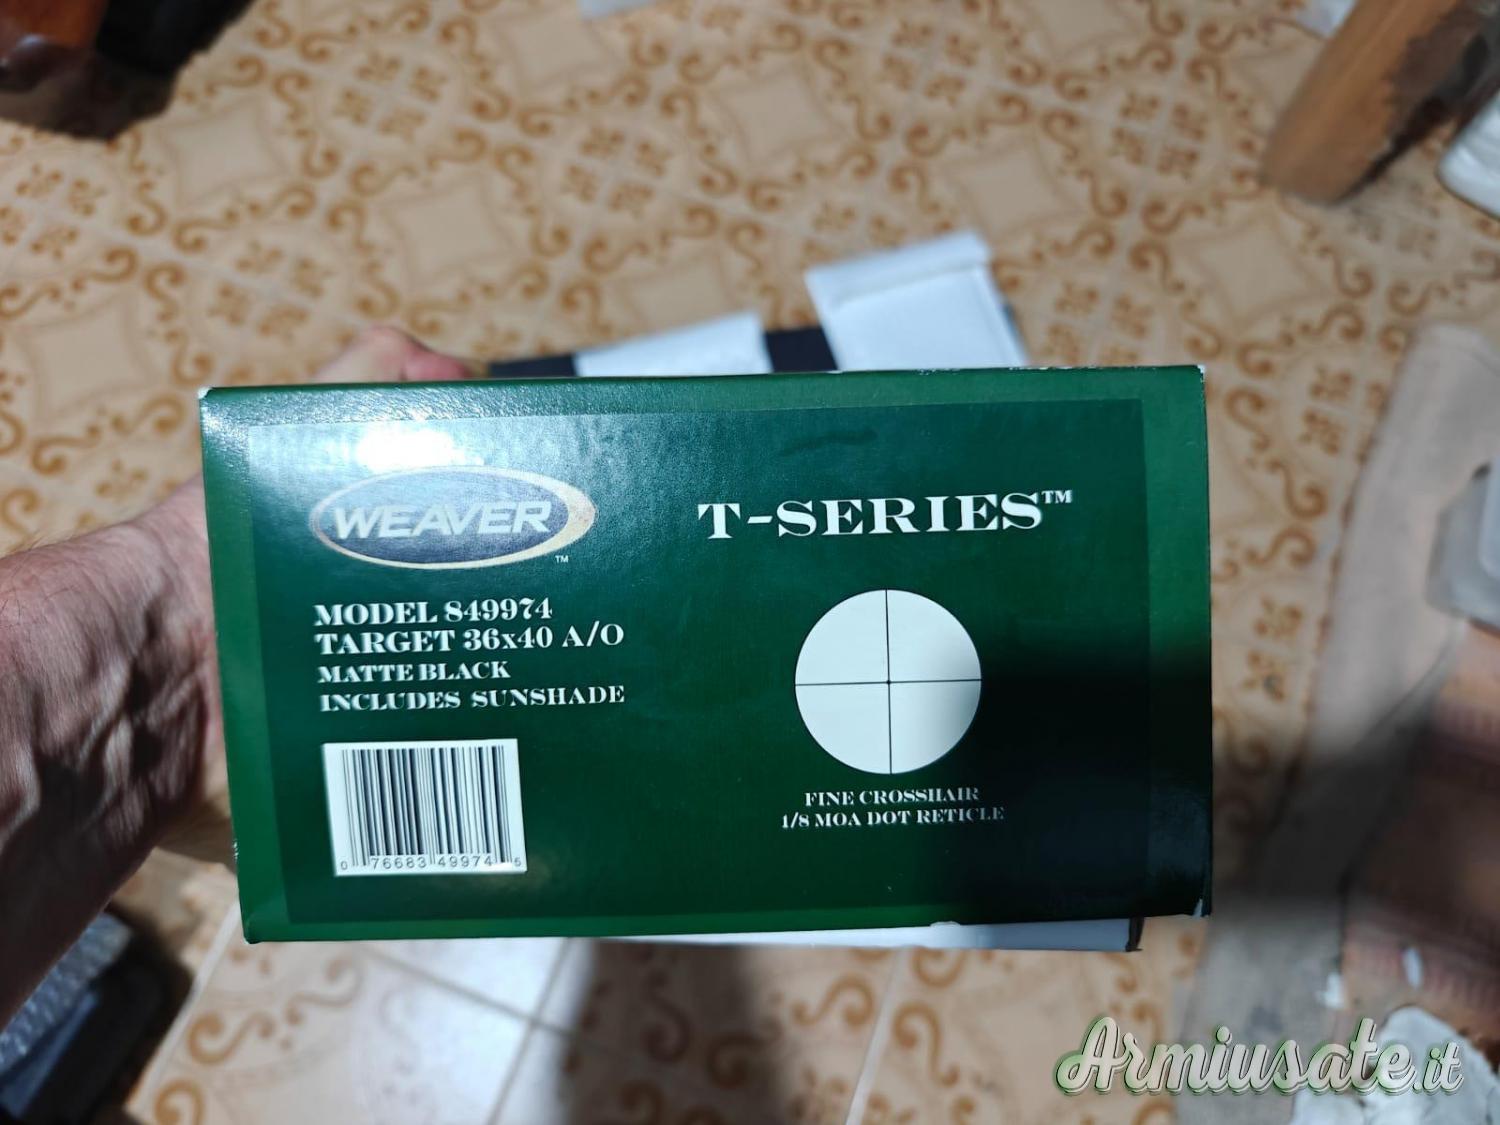 WEAVER
™
T-SERIES™
MODEL 849974
TARGET 36x40 A/O
MATTE BLACK
INCLUDES SUNSHADE
0 76683 49974 5
FINE CROSSHAIR
1/8 MOA DOT RETICLE
Armiusate.it